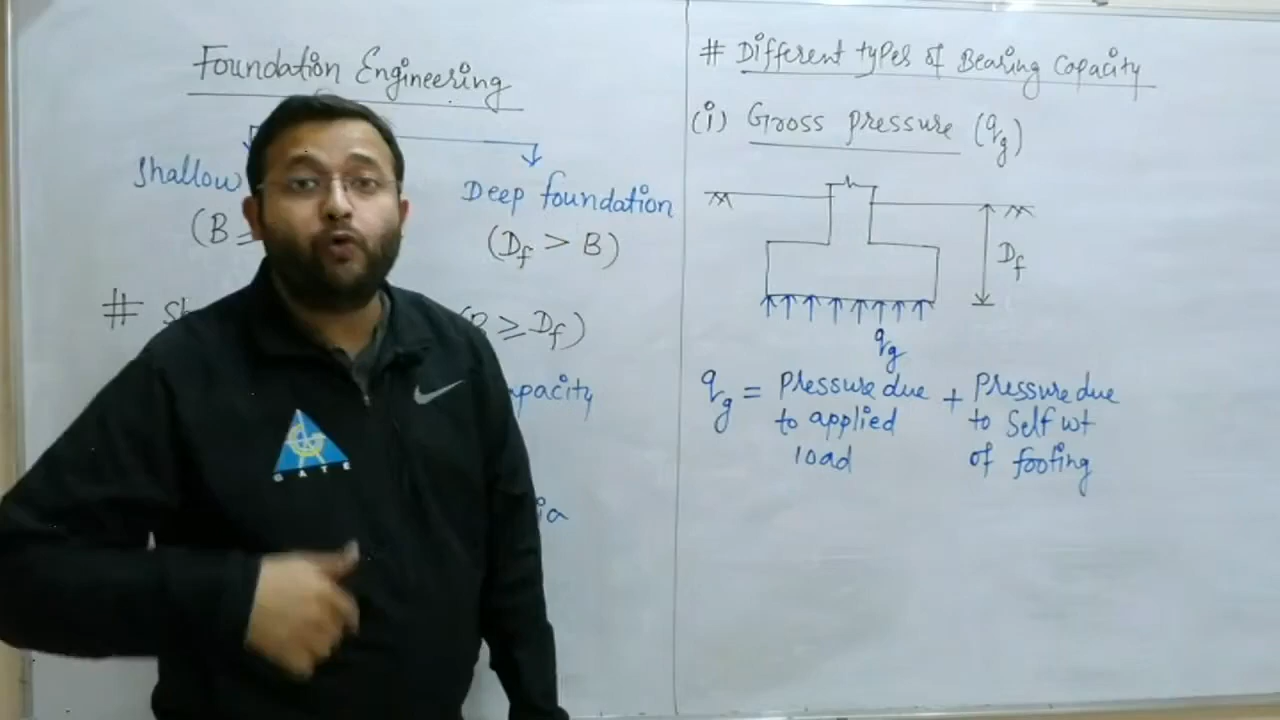 Foundation Engineering
Shallow
Deep foundation
(B ≥
(Df > B)
#
≥ Df)
# Different types of Bearing Capacity
(i) Gross pressure (qg)
Df
qg
qg = Pressure due + Pressure due
to applied to Self wt
load of footing
GATE